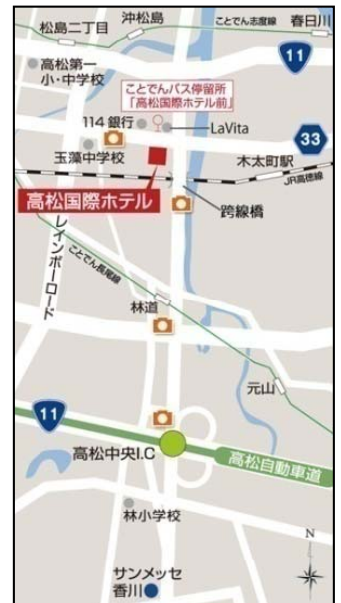 沖松島
ことでん志度線
春日川
松島二丁目
11
高松第一
小・中学校
ことでんバス停留所
「高松国際ホテル前」
114 銀行
LaVita
33
玉藻中学校
木太町駅
JR高徳線
高松国際ホテル
跨線橋
レインボーロード
ことでん長尾線
林道
元山
11
高松中央I.C
高松自動車道
林小学校
N
サンメッセ
香川